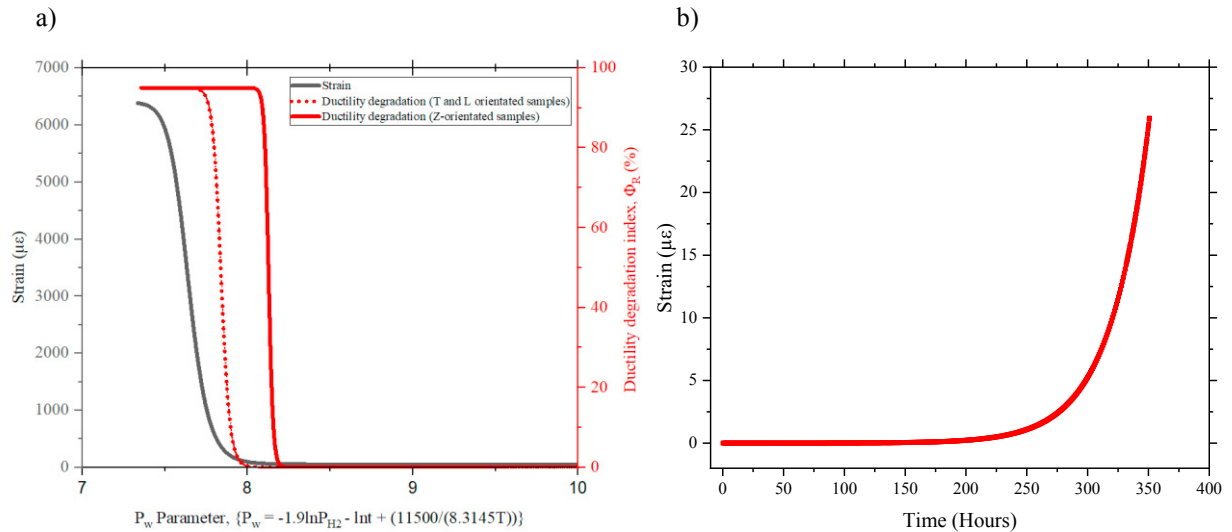 a)
b)
7000
6000
5000
4000
3000
2000
1000
0
Strain (με)
7
8
9
10
P_w Parameter, {P_w = -1.9lnP_H2 - lnt + (11500/(8.3145T))}
100
80
60
40
20
0
Ductility degradation index, Φ_R (%)
Strain
Ductility degradation (T and L orientated samples)
Ductility degradation (Z-orientated samples)
30
25
20
15
10
5
0
Strain (με)
0 50 100 150 200 250 300 350 400
Time (Hours)